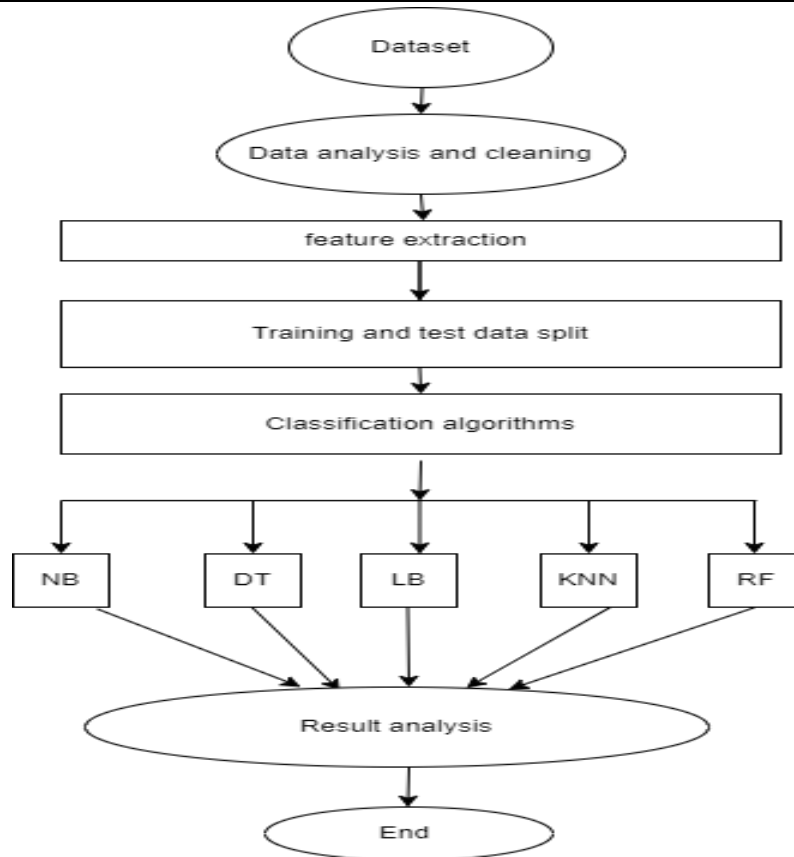 Dataset
Data analysis and cleaning
feature extraction
Training and test data split
Classification algorithms
NB
DT
LB
KNN
RF
Result analysis
End